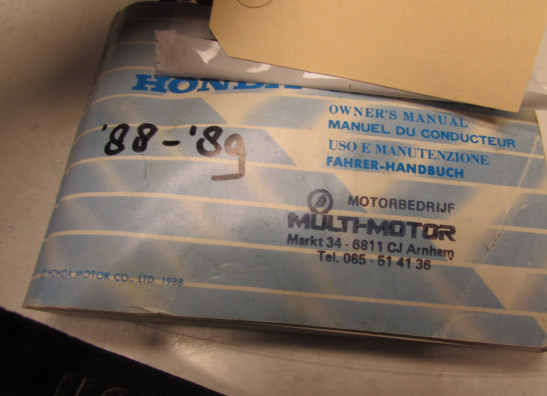 HONDA
OWNER'S MANUAL
MANUEL DU CONDUCTEUR
USO E MANUTENZIONE
FAHRER-HANDBUCH
'88-'89
MOTORBEDRIJF
MULTI-MOTOR
Markt 34 - 6811 CJ Arnhem
Tel. 085 - 51 41 36
© HONDA MOTOR CO., LTD. 1988